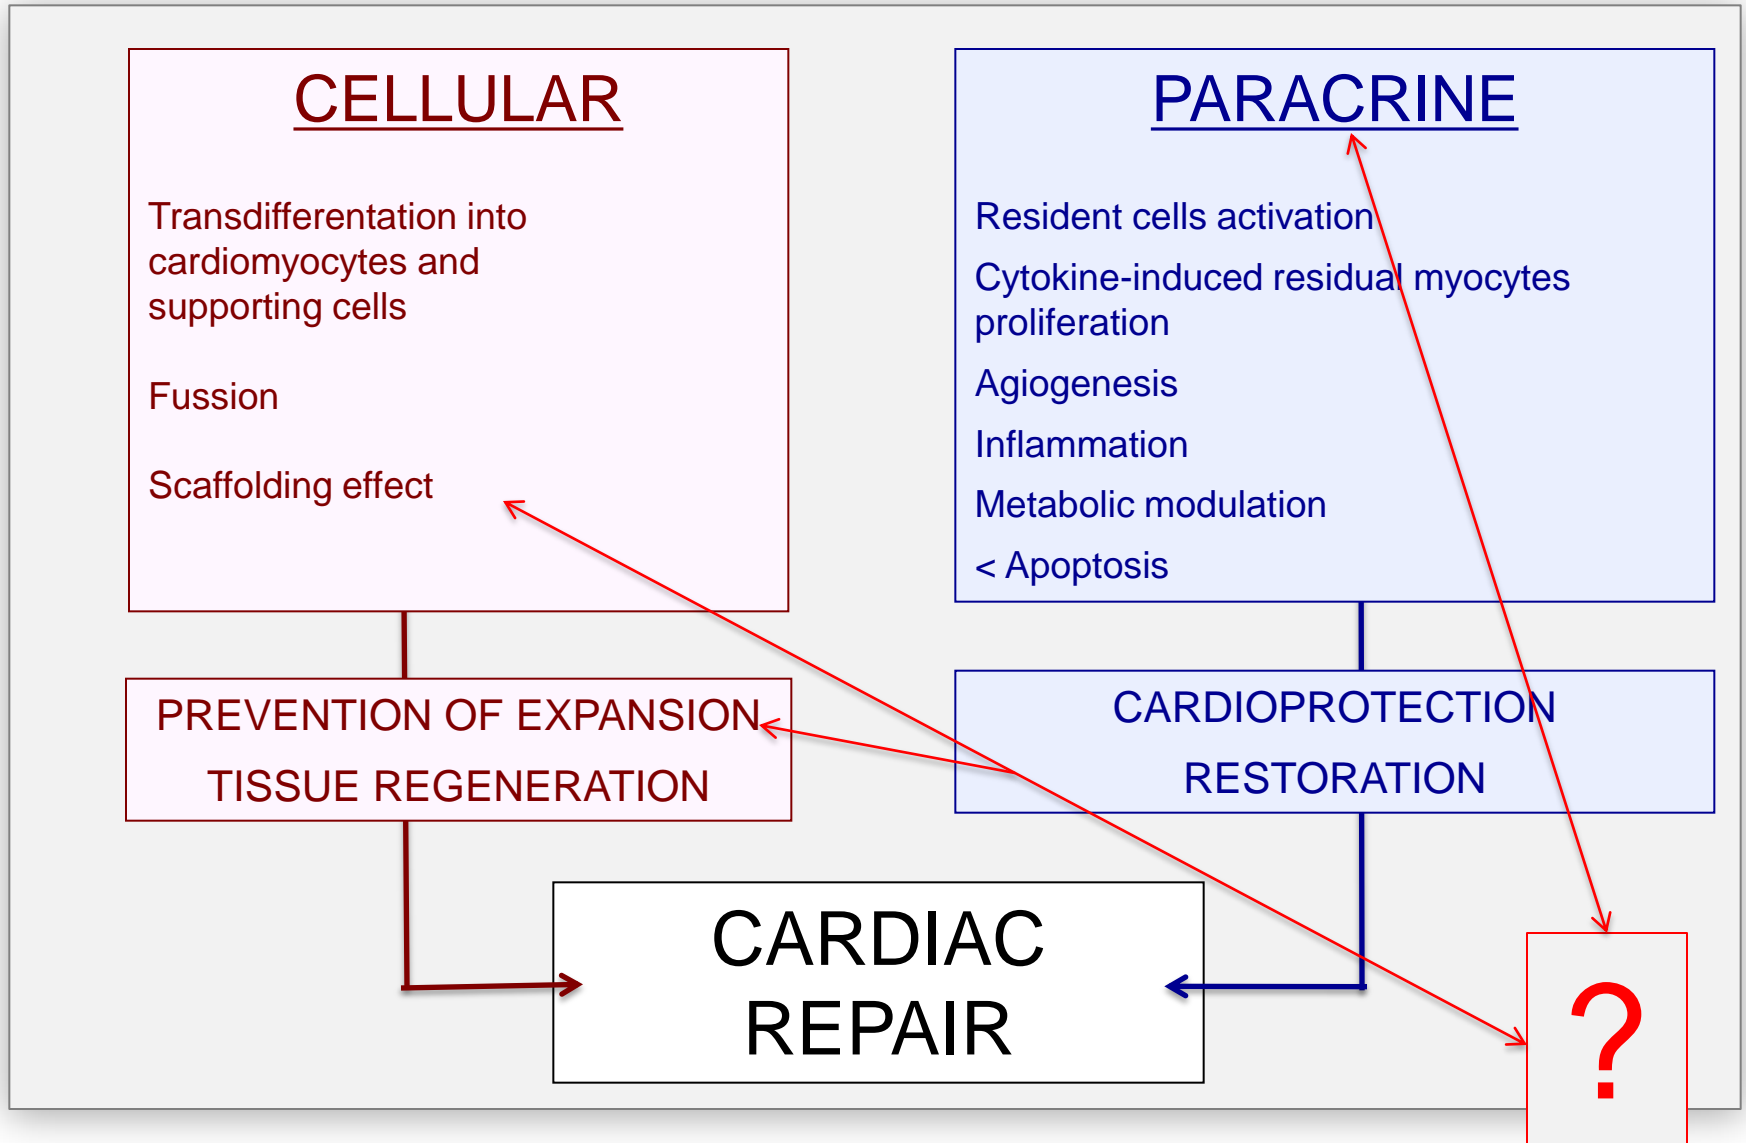 CELLULAR
Transdifferentation into
cardiomyocytes and
supporting cells
Fussion
Scaffolding effect
PREVENTION OF EXPANSION
TISSUE REGENERATION
PARACRINE
Resident cells activation
Cytokine-induced residual myocytes
proliferation
Agiogenesis
Inflammation
Metabolic modulation
< Apoptosis
CARDIOPROTECTION
RESTORATION
CARDIAC
REPAIR
?